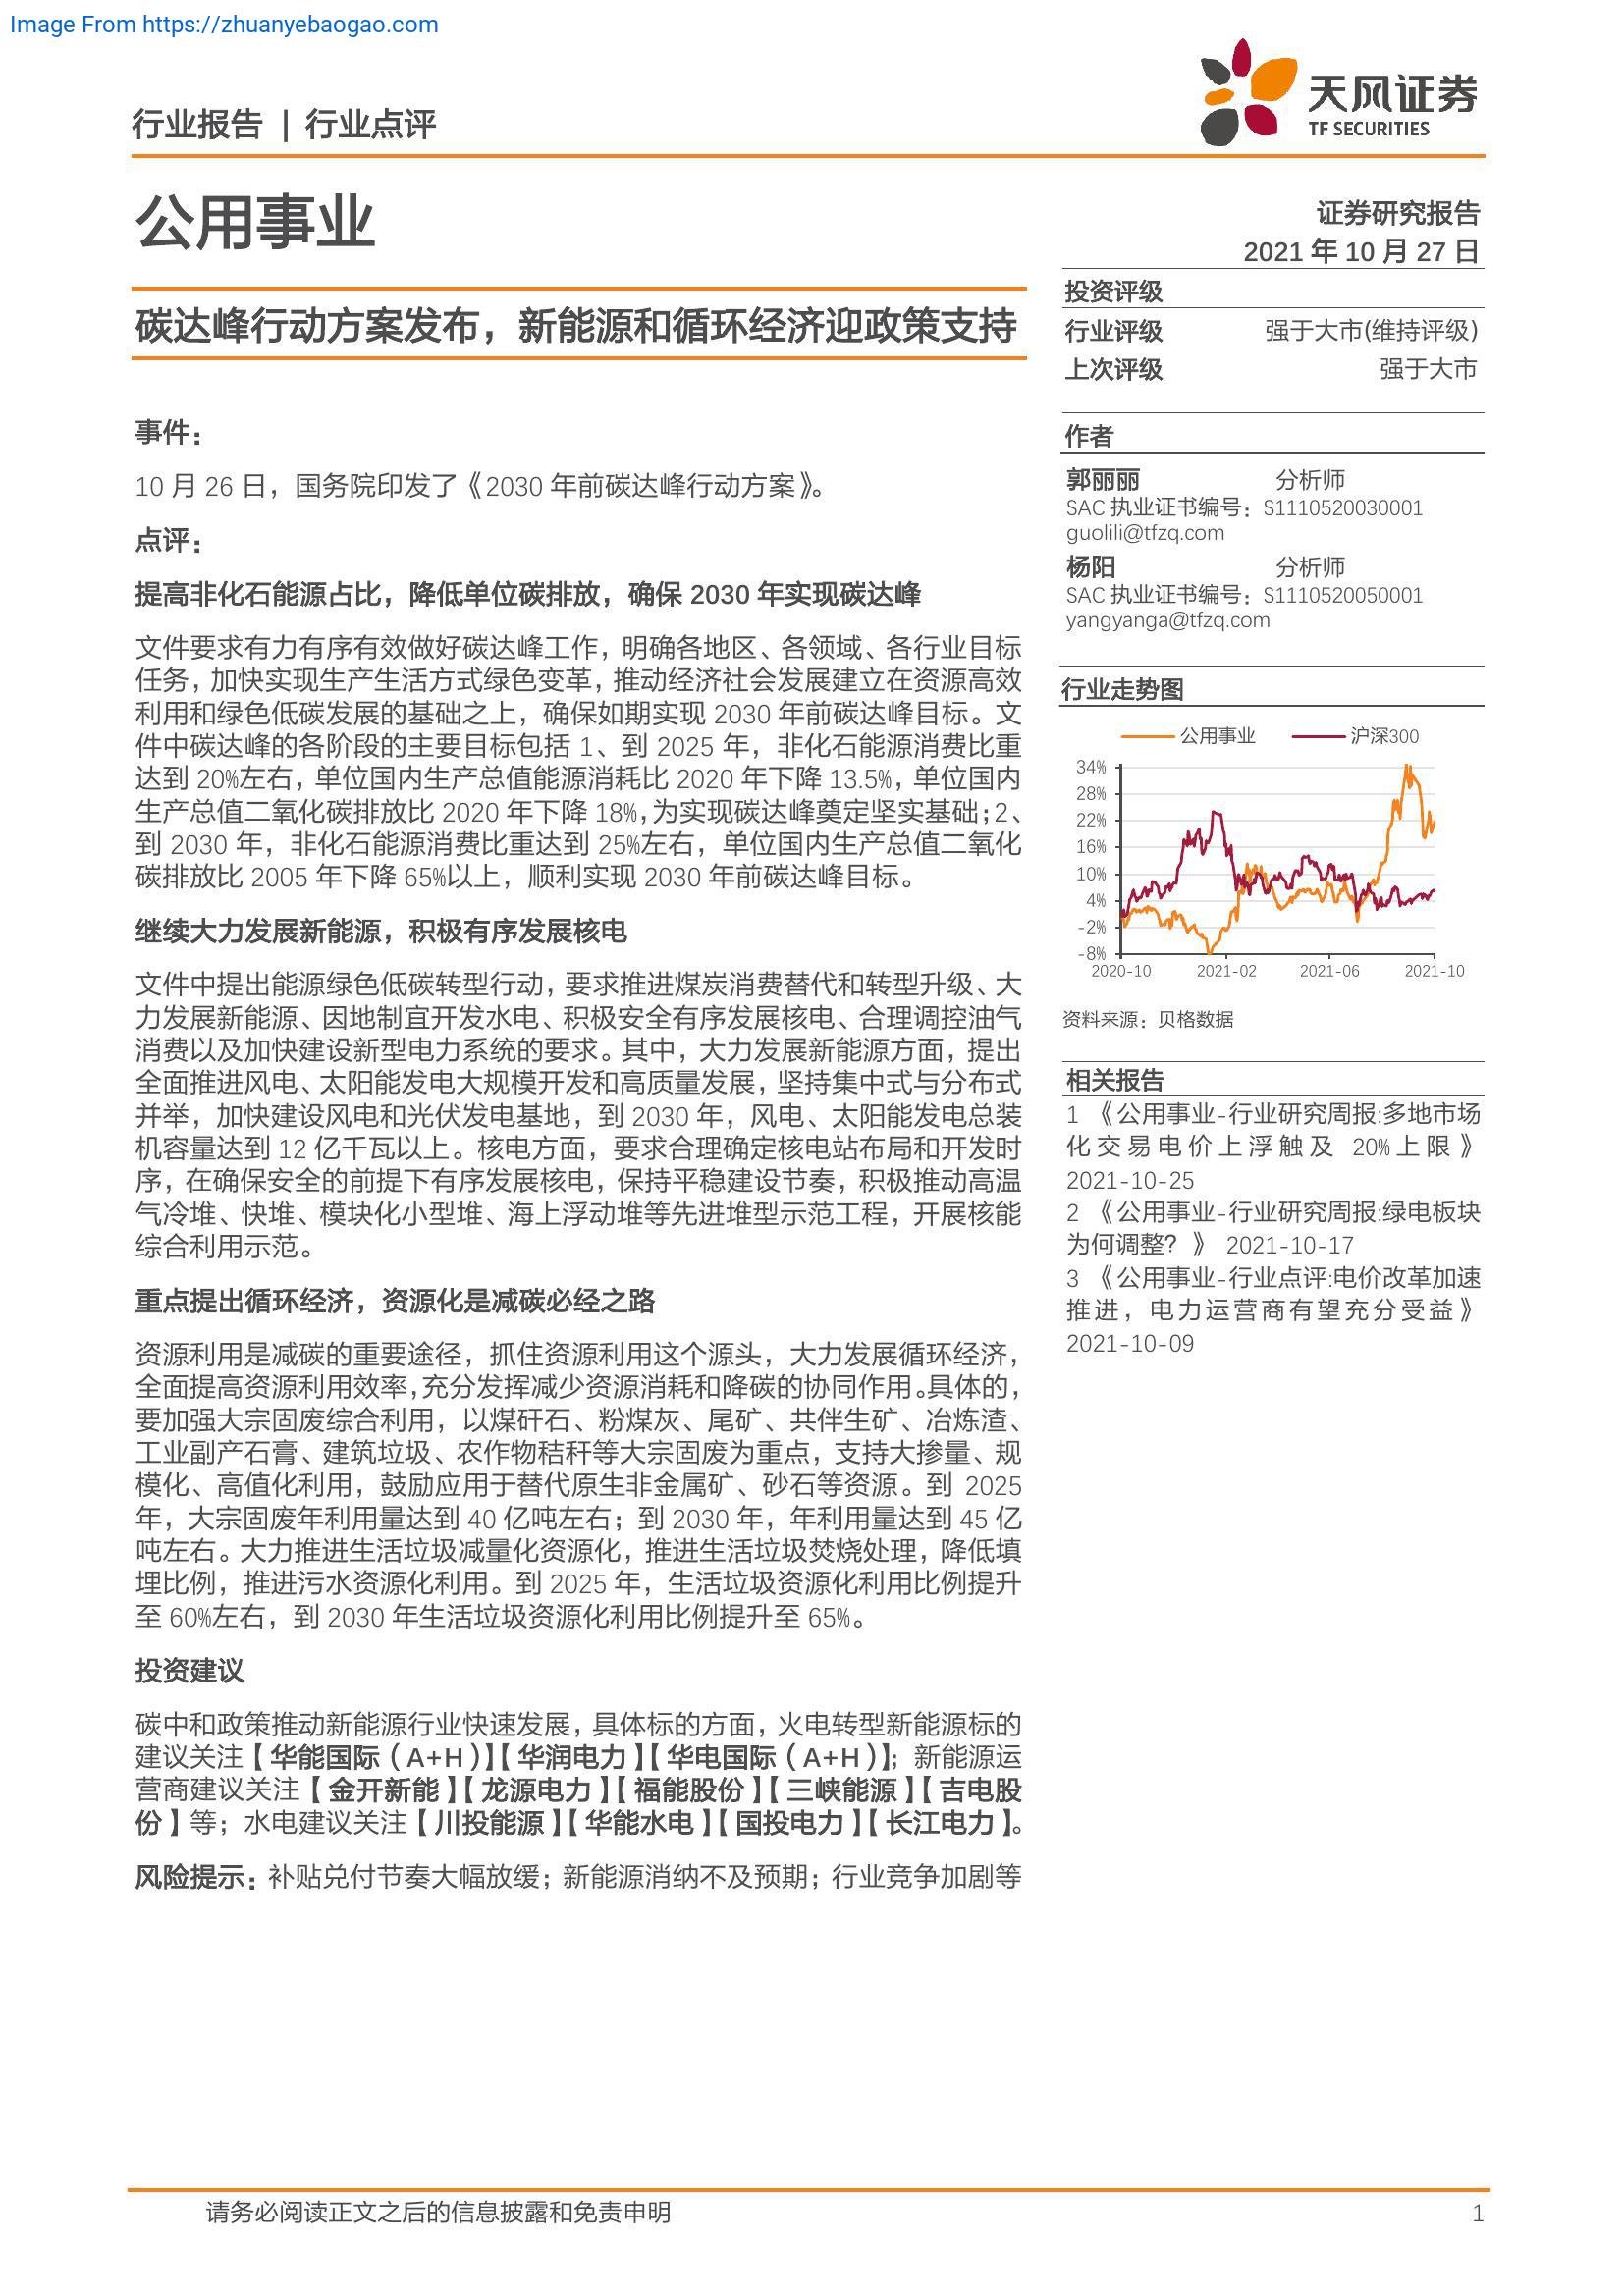 Image From https://zhuanyebaogao.com
行业报告 | 行业点评
天风证券
TF SECURITIES
公用事业
证券研究报告
2021 年 10 月 27 日
碳达峰行动方案发布，新能源和循环经济迎政策支持
事件：
10 月 26 日，国务院印发了《2030 年前碳达峰行动方案》。
点评：
提高非化石能源占比，降低单位碳排放，确保 2030 年实现碳达峰
文件要求有力有序有效做好碳达峰工作，明确各地区、各领域、各行业目标
任务，加快实现生产生活方式绿色变革，推动经济社会发展建立在资源高效
利用和绿色低碳发展的基础之上，确保如期实现 2030 年前碳达峰目标。文
件中碳达峰的各阶段的主要目标包括 1、到 2025 年，非化石能源消费比重
达到 20%左右，单位国内生产总值能源消耗比 2020 年下降 13.5%，单位国内
生产总值二氧化碳排放比 2020 年下降 18%，为实现碳达峰奠定坚实基础；2、
到 2030 年，非化石能源消费比重达到 25%左右，单位国内生产总值二氧化
碳排放比 2005 年下降 65%以上，顺利实现 2030 年前碳达峰目标。
继续大力发展新能源，积极有序发展核电
文件中提出能源绿色低碳转型行动，要求推进煤炭消费替代和转型升级、大
力发展新能源、因地制宜开发水电、积极安全有序发展核电、合理调控油气
消费以及加快建设新型电力系统的要求。其中，大力发展新能源方面，提出
全面推进风电、太阳能发电大规模开发和高质量发展，坚持集中式与分布式
并举，加快建设风电和光伏发电基地，到 2030 年，风电、太阳能发电总装
机容量达到 12 亿千瓦以上。核电方面，要求合理确定核电站布局和开发时
序，在确保安全的前提下有序发展核电，保持平稳建设节奏，积极推动高温
气冷堆、快堆、模块化小型堆、海上浮动堆等先进堆型示范工程，开展核能
综合利用示范。
重点提出循环经济，资源化是减碳必经之路
资源利用是减碳的重要途径，抓住资源利用这个源头，大力发展循环经济，
全面提高资源利用效率，充分发挥减少资源消耗和降碳的协同作用。具体的，
要加强大宗固废综合利用，以煤矸石、粉煤灰、尾矿、共伴生矿、冶炼渣、
工业副产石膏、建筑垃圾、农作物秸秆等大宗固废为重点，支持大掺量、规
模化、高值化利用，鼓励应用于替代原生非金属矿、砂石等资源。到 2025
年，大宗固废年利用量达到 40 亿吨左右；到 2030 年，年利用量达到 45 亿
吨左右。大力推进生活垃圾减量化资源化，推进生活垃圾焚烧处理，降低填
埋比例，推进污水资源化利用。到 2025 年，生活垃圾资源化利用比例提升
至 60%左右，到 2030 年生活垃圾资源化利用比例提升至 65%。
投资建议
碳中和政策推动新能源行业快速发展，具体标的方面，火电转型新能源标的
建议关注【华能国际（A+H）】【华润电力】【华电国际（A+H）】；新能源运
营商建议关注【金开新能】【龙源电力】【福能股份】【三峡能源】【吉电股
份】等；水电建议关注【川投能源】【华能水电】【国投电力】【长江电力】。
风险提示：补贴兑付节奏大幅放缓；新能源消纳不及预期；行业竞争加剧等
投资评级
行业评级 强于大市(维持评级)
上次评级 强于大市
作者
郭丽丽 分析师
SAC 执业证书编号：S1110520030001
guolili@tfzq.com
杨阳 分析师
SAC 执业证书编号：S1110520050001
yangyanga@tfzq.com
行业走势图
公用事业 沪深300
34%
28%
22%
16%
10%
4%
-2%
-8%
2020-10 2021-02 2021-06 2021-10
资料来源：贝格数据
相关报告
1 《公用事业-行业研究周报:多地市场
化交易电价上浮触及 20%上限》
2021-10-25
2 《公用事业-行业研究周报:绿电板块
为何调整？》 2021-10-17
3 《公用事业-行业点评:电价改革加速
推进，电力运营商有望充分受益》
2021-10-09
请务必阅读正文之后的信息披露和免责申明
1